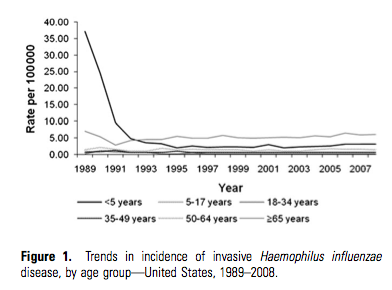 40.00
35.00
30.00
25.00
20.00
15.00
10.00
5.00
0.00
Rate per 100000
1989 1991 1993 1995 1997 1999 2001 2003 2005 2007
Year
<5 years 5-17 years 18-34 years
35-49 years 50-64 years ≥65 years
Figure 1. Trends in incidence of invasive Haemophilus influenzae
disease, by age group—United States, 1989–2008.